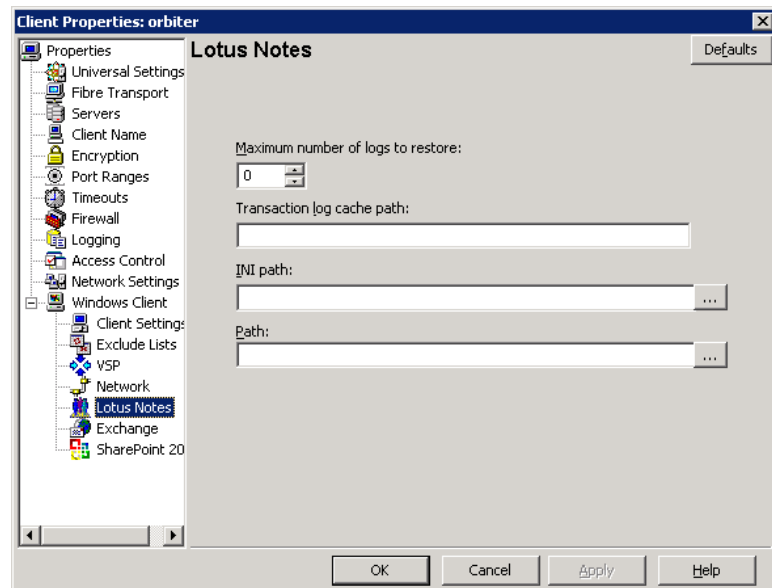 Client Properties: orbiter
Properties
Universal Settings
Fibre Transport
Servers
Client Name
Encryption
Port Ranges
Timeouts
Firewall
Logging
Access Control
Network Settings
Windows Client
Client Settings
Exclude Lists
VSP
Network
Lotus Notes
Exchange
SharePoint 20
Lotus Notes
Defaults
Maximum number of logs to restore:
0
Transaction log cache path:
INI path:
...
Path:
...
OK
Cancel
Apply
Help